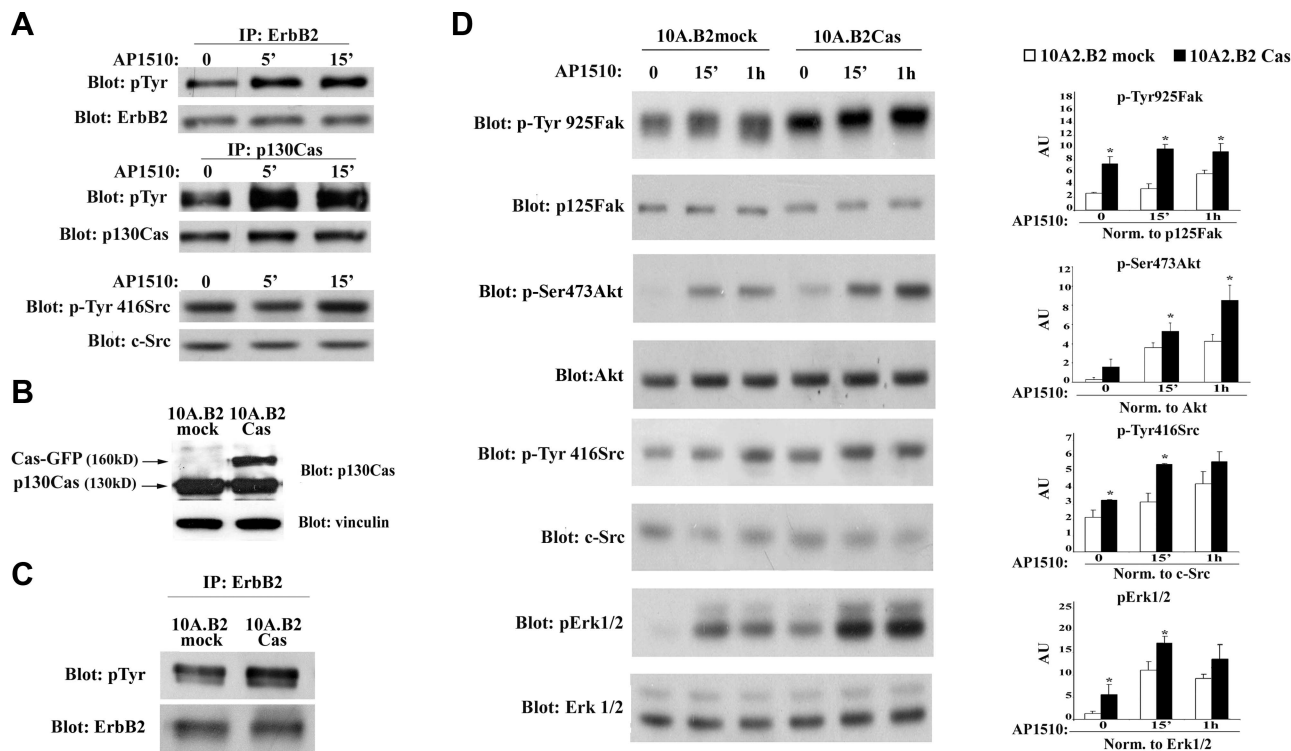 A
IP: ErbB2
AP1510: 0 5’ 15’
Blot: pTyr
Blot: ErbB2
IP: p130Cas
AP1510: 0 5’ 15’
Blot: pTyr
Blot: p130Cas
AP1510: 0 5’ 15’
Blot: p-Tyr 416Src
Blot: c-Src
B
10A.B2 mock
10A.B2 Cas
Cas-GFP (160kD)
p130Cas (130kD)
Blot: p130Cas
Blot: vinculin
C
IP: ErbB2
10A.B2 mock
10A.B2 Cas
Blot: pTyr
Blot: ErbB2
D
10A.B2mock 10A.B2Cas
AP1510: 0 15’ 1h 0 15’ 1h
Blot: p-Tyr 925Fak
Blot: p125Fak
Blot: p-Ser473Akt
Blot:Akt
Blot: p-Tyr 416Src
Blot: c-Src
Blot: pErk1/2
Blot: Erk 1/2
10A2.B2 mock 10A2.B2 Cas
p-Tyr925Fak
AU
18
16
14
12
10
8
6
4
2
0
* * *
AP1510: 0 15’ 1h
Norm. to p125Fak
p-Ser473Akt
AU
12
10
8
6
4
2
0
* *
AP1510: 0 15’ 1h
Norm. to Akt
p-Tyr416Src
AU
7
6
5
4
3
2
1
0
* *
AP1510: 0 15’ 1h
Norm. to c-Src
pErk1/2
AU
25
20
15
10
5
0
* *
AP1510: 0 15’ 1h
Norm. to Erk1/2